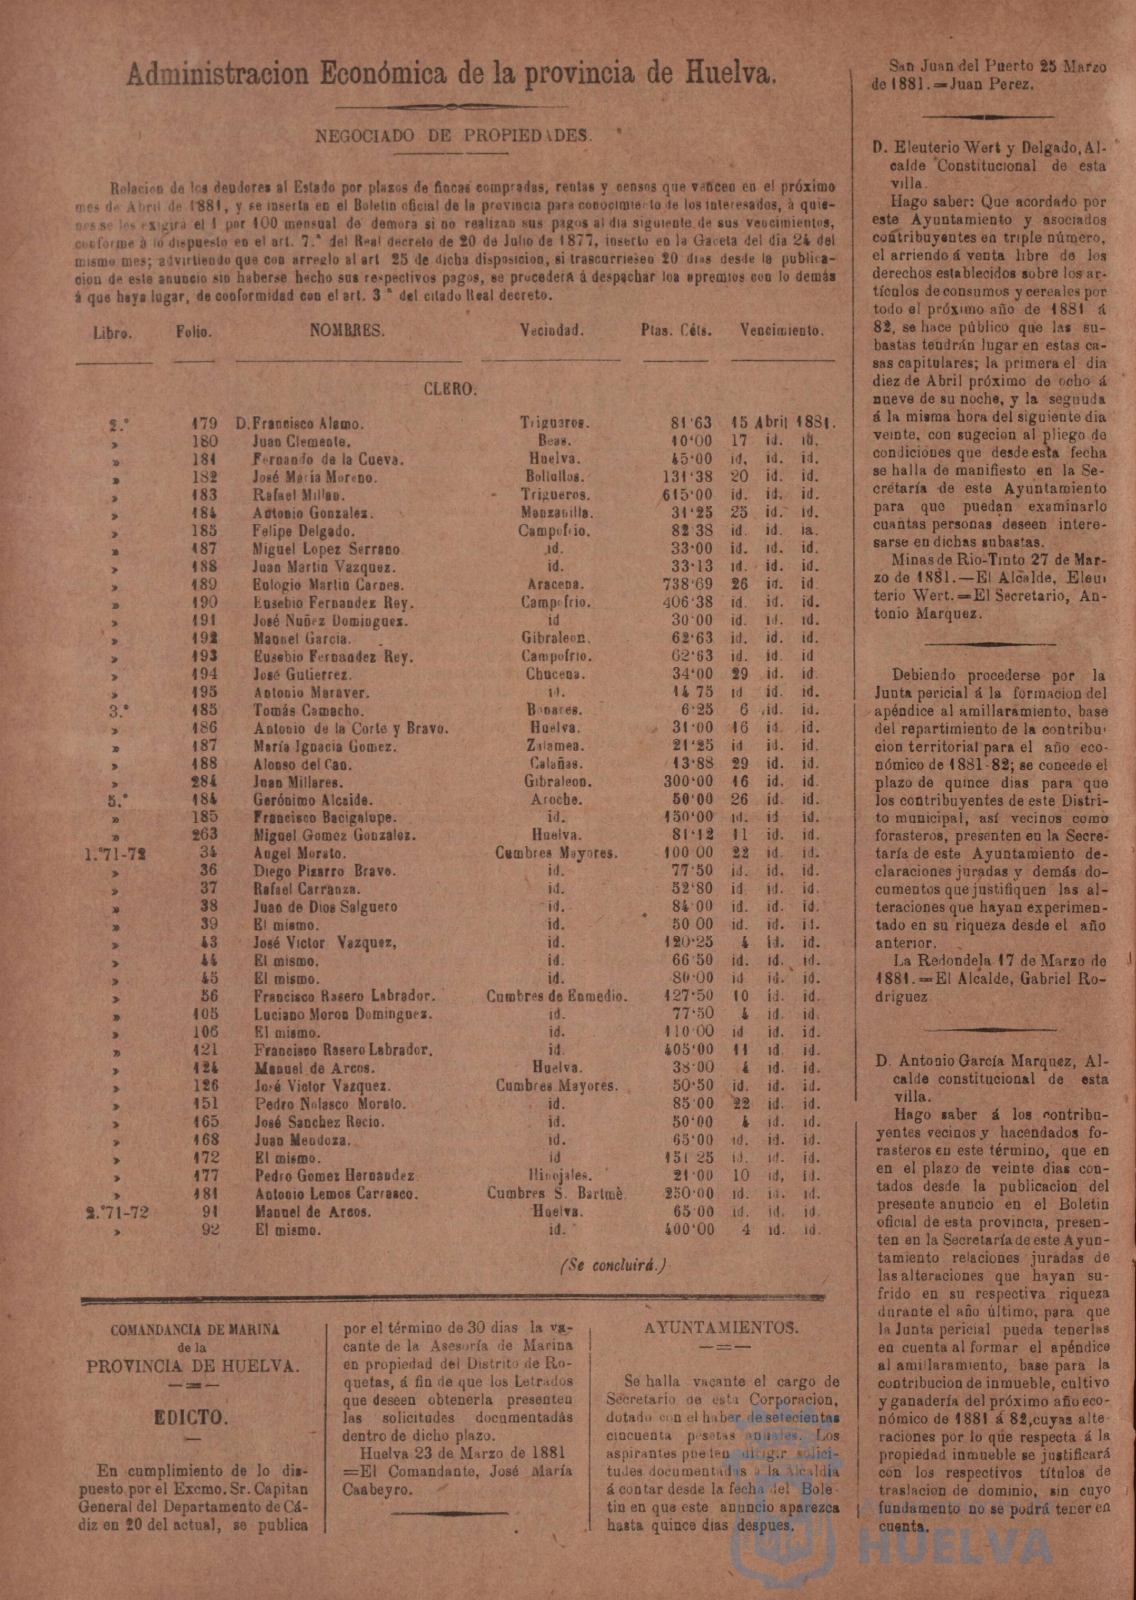 Administracion Económica de la provincia de Huelva.
NEGOCIADO DE PROPIEDADES.
Relacion de los deudores al Estado por plazos de fincas compradas, rentas y censos que vencen en el próximo
mes de Abril de 1881, y se inserta en el Boletin oficial de la provincia para conocimiento de los interesados, à quie-
nes se les exigirá el 1 por 100 mensual de demora si no realizan sus pagos al dia siguiente de sus vencimientos,
conforme à lo dispuesto en el art. 7.º del Real decreto de 20 de Julio de 1877, inserto en la Gaceta del dia 24 del
mismo mes; advirtiendo que con arreglo al art 25 de dicha disposicion, si trascurriesen 20 dias desde la publica-
cion de este anuncio sin haberse hecho sus respectivos pagos, se procederá á despachar los apremios con lo demás
á que haya lugar, de conformidad con el art. 3.º del citado Real decreto.
Libro. Folio. NOMBRES. Vecindad. Ptas. Céts. Vencimiento.
CLERO.
2.º 179 D. Francisco Alamo. Trigueros. 81'63 15 Abril 1881.
» 180 Juan Clemente. Beas. 10'00 17 id. id.
» 181 Fernando de la Cueva. Huelva. 45'00 id. id. id.
» 182 José Maria Moreno. Bollullos. 131'38 20 id. id.
» 183 Rafael Millan. Trigueros. 615'00 id. id. id.
» 184 Antonio Gonzalez. Manzanilla. 31'25 25 id. id.
» 185 Felipe Delgado. Campofrio. 82'38 id. id. id.
» 187 Miguel Lopez Serrano. id. 33'00 id. id. id.
» 188 Juan Martin Vazquez. id. 33'13 id. id. id.
» 189 Eulogio Martin Carnes. Aracena. 738'69 26 id. id.
» 190 Eusebio Fernandez Rey. Campofrio. 406'38 id. id. id.
» 191 José Nuñez Dominguez. id 30'00 id. id. id.
» 192 Manuel Garcia. Gibraleon. 62'63 id. id. id.
» 193 Eusebio Fernandez Rey. Campofrio. 62'63 id. id. id
» 194 José Gutierrez. Chucena. 34'00 29 id. id.
» 195 Antonio Maraver. id. 14 75 id id. id.
3.º 185 Tomás Camacho. Bonares. 6'25 6 id. id.
» 186 Antonio de la Corte y Bravo. Huelva. 31'00 16 id. id.
» 187 María Ignacia Gomez. Zalamea. 21'25 id id. id.
» 188 Alonso del Cao. Calañas. 13'88 29 id. id.
» 284 Juan Millares. Gibraleon. 300'00 16 id. id.
5.º 184 Gerónimo Alcaide. Aroche. 50'00 26 id. id.
» 185 Francisco Bacigalupe. id. 150'00 id. id id.
» 263 Miguel Gomez Gonzalez. Huelva. 81'12 11 id. id.
1.º71-72 34 Angel Morato. Cumbres Mayores. 100 00 22 id. id.
» 36 Diego Pizarro Bravo. id. 77'50 id. id. id.
» 37 Rafael Carranza. id. 52'80 id. id. id.
» 38 Juan de Dios Salguero id. 84'00 id. id. id.
» 39 El mismo. id. 50 00 id. id. id.
» 43 José Victor Vazquez, id. 120'25 4 id. id.
» 44 El mismo. id. 66'50 id. id. id.
» 45 El mismo. id. 80'00 id id. id.
» 56 Francisco Rasero Labrador. Cumbres de Enmedio. 127'50 10 id. id.
» 105 Luciano Moron Dominguez. id. 77'50 4 id. id.
» 106 El mismo. id. 110'00 id id. id.
» 121 Francisco Rasero Labrador, id. 405'00 11 id. id.
» 124 Manuel de Arcos. Huelva. 38'00 4 id. id.
» 126 José Victor Vazquez. Cumbres Mayores. 50'50 id. id. id.
» 151 Pedro Nolasco Morato. id. 85'00 22 id. id.
» 165 José Sanchez Recio. id. 50'00 4 id. id.
» 168 Juan Mendoza. id. 65'00 id. id. id.
» 172 El mismo. id 151'25 id. id. id.
» 177 Pedro Gomez Hernandez Hinojales. 21'00 10 id, id.
» 181 Antonio Lemos Carrasco. Cumbres S. Bartmé. 250'00 id. id. id.
2.º71-72 91 Manuel de Arcos. Huelva. 65'00 id. id. id.
» 92 El mismo. id. 400'00 4 id. id.
(Se concluirá.)
COMANDANCIA DE MARINA
de la
PROVINCIA DE HUELVA.
EDICTO.
En cumplimiento de lo dis-
puesto por el Excmo. Sr. Capitan
General del Departamento de Cá-
diz en 20 del actual, se publica
por el término de 30 dias la va-
cante de la Asesoría de Marina
en propiedad del Distrito de Ro-
quetas, á fin de que los Letrados
que deseen obtenerla presenten
las solicitudes documentadas
dentro de dicho plazo.
Huelva 23 de Marzo de 1881
=El Comandante, José María
Caabeyro.
AYUNTAMIENTOS.
Se halla vacante el cargo de
Secretario de esta Corporacion,
dotado con el haber de setecientas
cincuenta pesetas anuales. Los
aspirantes pueden dirigir solici-
tudes documentadas á la Alcaldía
á contar desde la fecha del Bole-
tin en que este anuncio aparezca
hasta quince dias despues.
San Juan del Puerto 25 Marzo
de 1881.=Juan Perez.
D. Eleuterio Wert y Delgado, Al-
calde Constitucional de esta
villa.
Hago saber: Que acordado por
este Ayuntamiento y asociados
contribuyentes en triple número,
el arriendo á venta libre de los
derechos establecidos sobre los ar-
tículos de consumos y cereales por
todo el próximo año de 1881 á
82, se hace público que las su-
bastas tendrán lugar en estas ca-
sas capitulares; la primera el dia
diez de Abril próximo de ocho á
nueve de su noche, y la segunda
á la misma hora del siguiente dia
veinte, con sugecion al pliego de
condiciones que desde esta fecha
se halla de manifiesto en la Se-
cretaría de este Ayuntamiento
para que puedan examinarlo
cuantas personas deseen intere-
sarse en dichas subastas.
Minas de Rio-Tinto 27 de Mar-
zo de 1881.—El Alcalde, Eleu-
terio Wert.=El Secretario, An-
tonio Marquez.
Debiendo procederse por la
Junta pericial á la formacion del
apéndice al amillaramiento, base
del repartimiento de la contribu-
cion territorial para el año eco-
nómico de 1881-82; se concede el
plazo de quince dias para que
los contribuyentes de este Distri-
to municipal, así vecinos como
forasteros, presenten en la Secre-
taría de este Ayuntamiento de-
claraciones juradas y demás do-
cumentos que justifiquen las al-
teraciones que hayan experimen-
tado en su riqueza desde el año
anterior.
La Redondela 17 de Marzo de
1881.=El Alcalde, Gabriel Ro-
driguez
D. Antonio García Marquez, Al-
calde constitucional de esta
villa.
Hago saber á los contribu-
yentes vecinos y hacendados fo-
rasteros en este término, que en
en el plazo de veinte dias con-
tados desde la publicacion del
presente anuncio en el Boletin
oficial de esta provincia, presen-
ten en la Secretaría de este Ayun-
tamiento relaciones juradas de
las alteraciones que hayan su-
frido en su respectiva riqueza
durante el año último, para que
la Junta pericial pueda tenerlas
en cuenta al formar el apéndice
al amillaramiento, base para la
contribucion de inmueble, cultivo
y ganadería del próximo año eco-
nómico de 1881 á 82, cuyas alte-
raciones por lo que respecta á la
propiedad inmueble se justificará
con los respectivos títulos de
traslacion de dominio, sin cuyo
fundamento no se podrá tener en
cuenta.
HUELVA